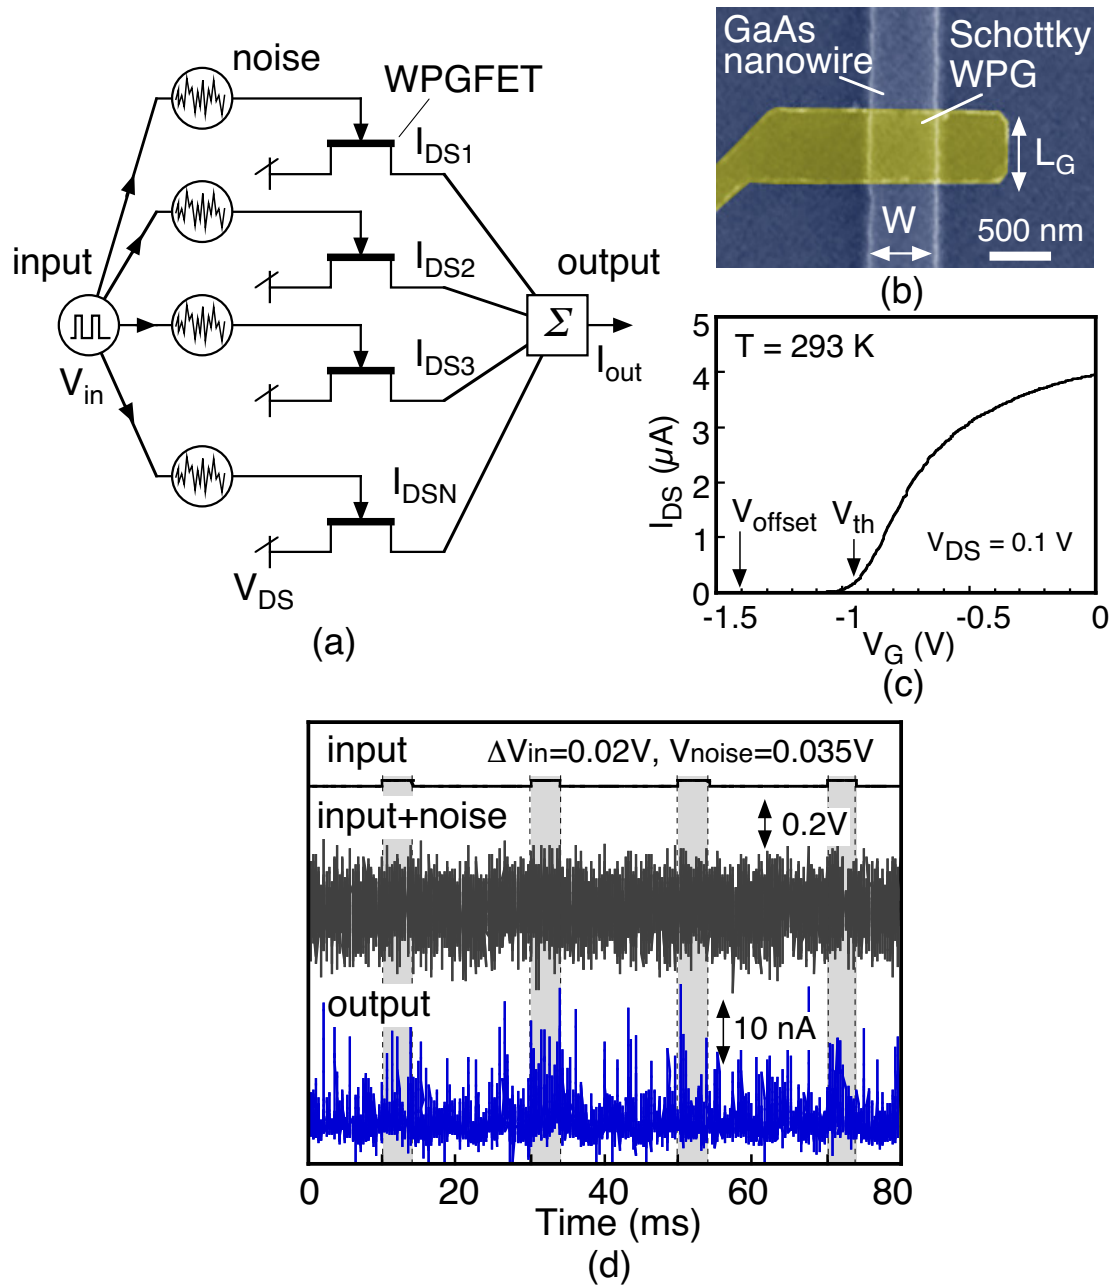 noise
WPGFET
I_DS1
I_DS2
input
output
Σ
I_DS3
I_out
V_in
I_DSN
V_DS
(a)
GaAs
nanowire
Schottky
WPG
L_G
W
500 nm
(b)
5
4
3
2
1
0
I_DS (μA)
T = 293 K
V_offset
V_th
V_DS = 0.1 V
-1.5
-1
-0.5
0
V_G (V)
(c)
input
ΔVin=0.02V, Vnoise=0.035V
input+noise
0.2V
output
10 nA
0
20
40
60
80
Time (ms)
(d)